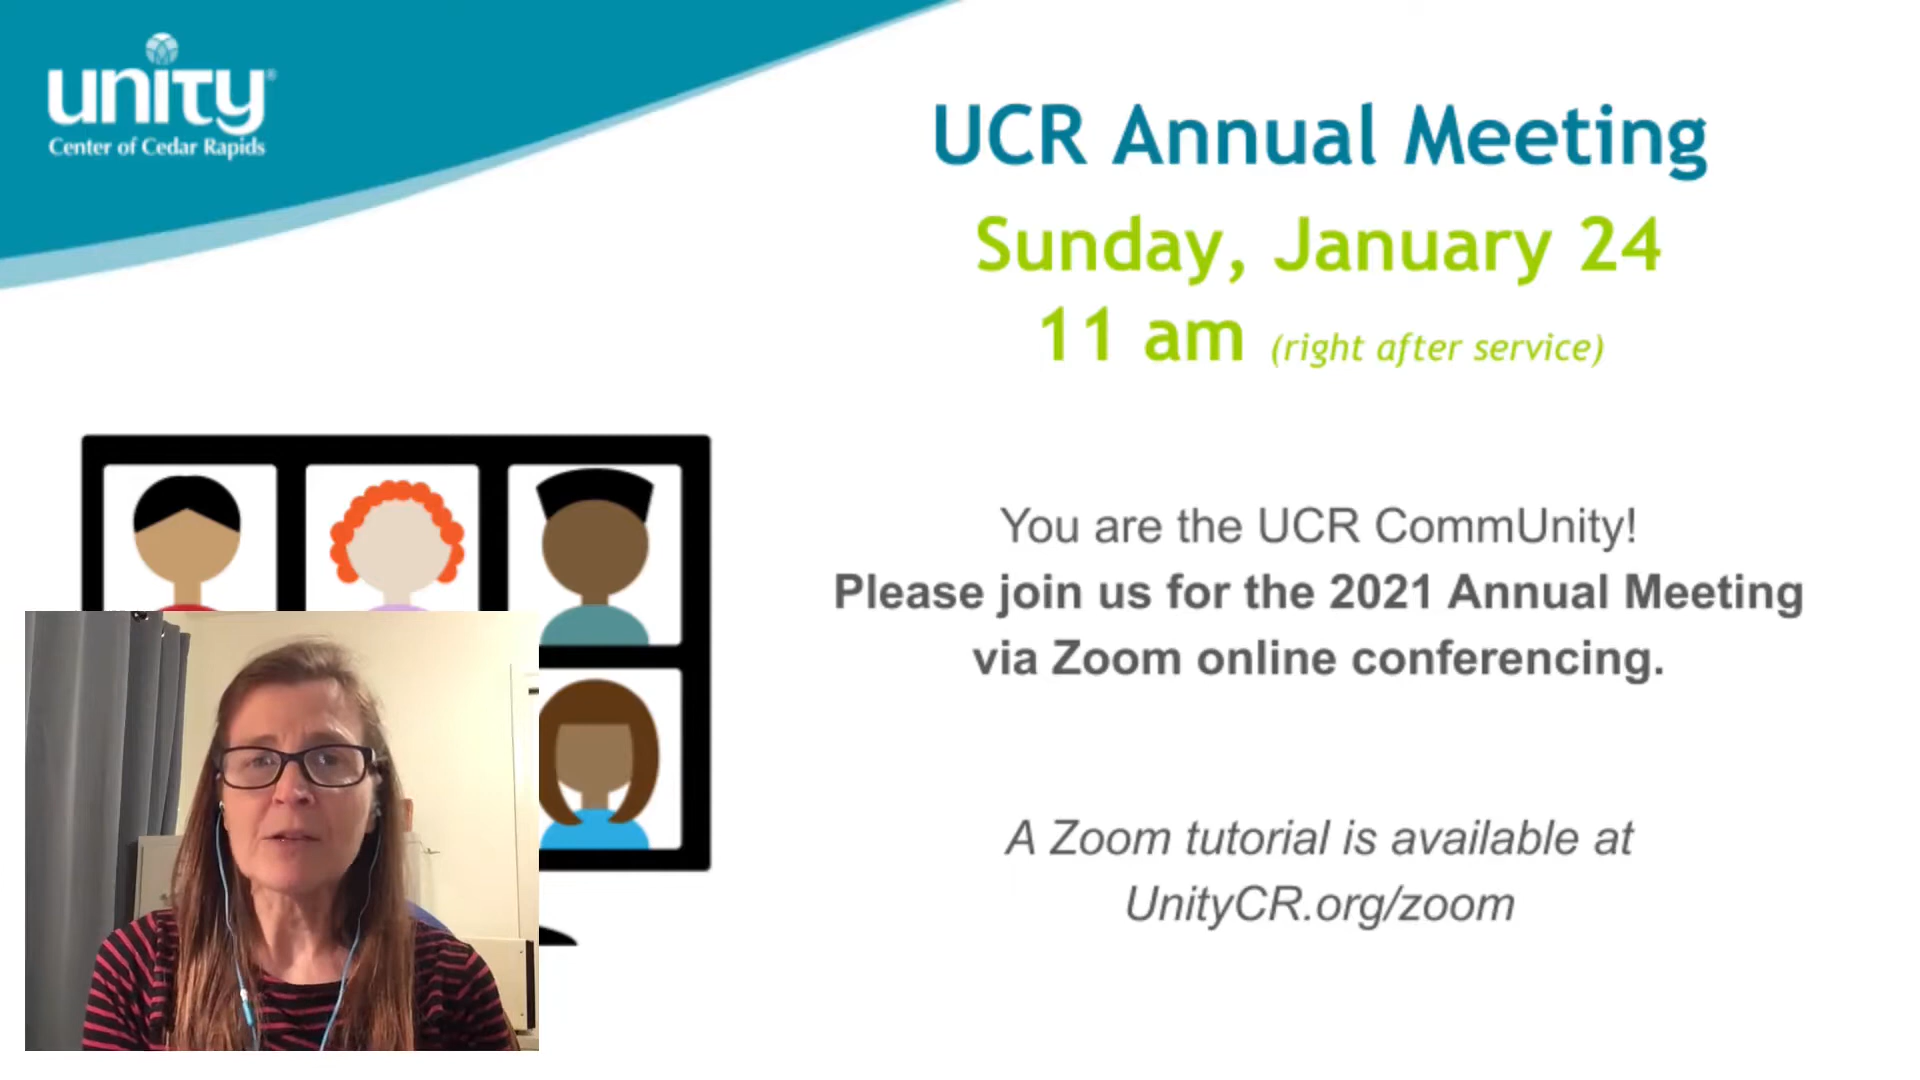 unity®
Center of Cedar Rapids
UCR Annual Meeting
Sunday, January 24
11 am (right after service)
You are the UCR CommUnity!
Please join us for the 2021 Annual Meeting
via Zoom online conferencing.
A Zoom tutorial is available at
UnityCR.org/zoom